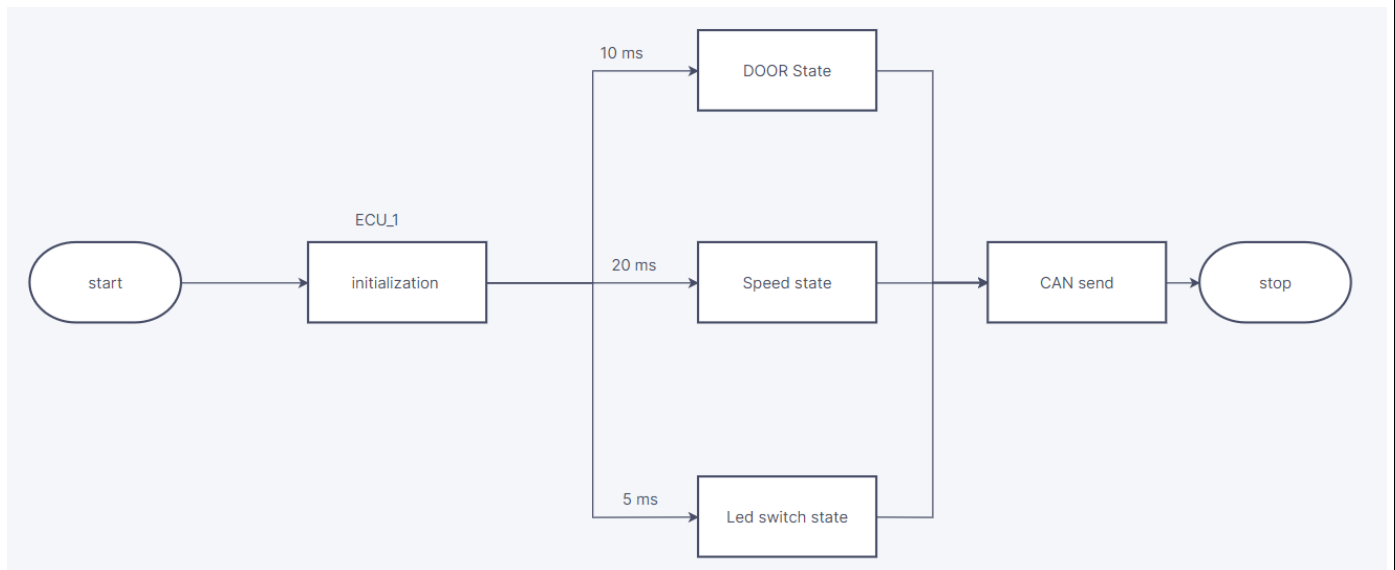 10 ms
DOOR State
ECU_1
start
initialization
20 ms
Speed state
CAN send
stop
5 ms
Led switch state